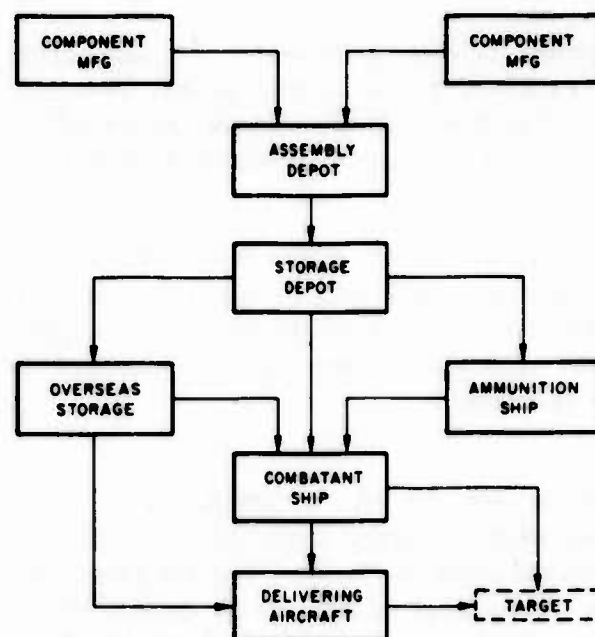 COMPONENT
MFG
COMPONENT
MFG
ASSEMBLY
DEPOT
STORAGE
DEPOT
OVERSEAS
STORAGE
AMMUNITION
SHIP
COMBATANT
SHIP
DELIVERING
AIRCRAFT
TARGET